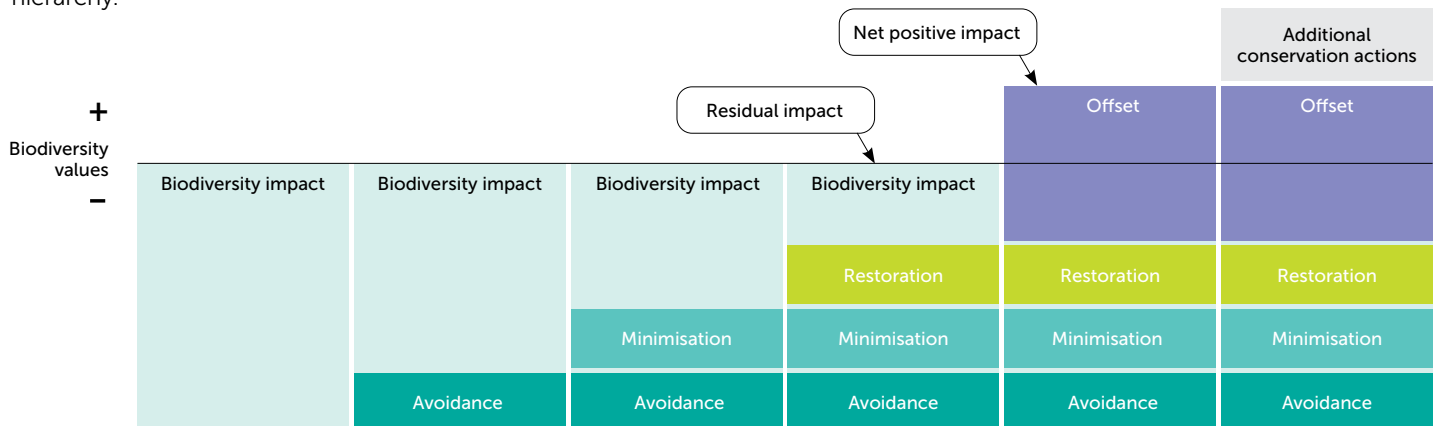 hierarchy.
Net positive impact
Additional
conservation actions
Residual impact
Offset
Offset
+
Biodiversity
values
–
Biodiversity impact
Biodiversity impact
Biodiversity impact
Biodiversity impact
Restoration
Restoration
Restoration
Minimisation
Minimisation
Minimisation
Minimisation
Avoidance
Avoidance
Avoidance
Avoidance
Avoidance